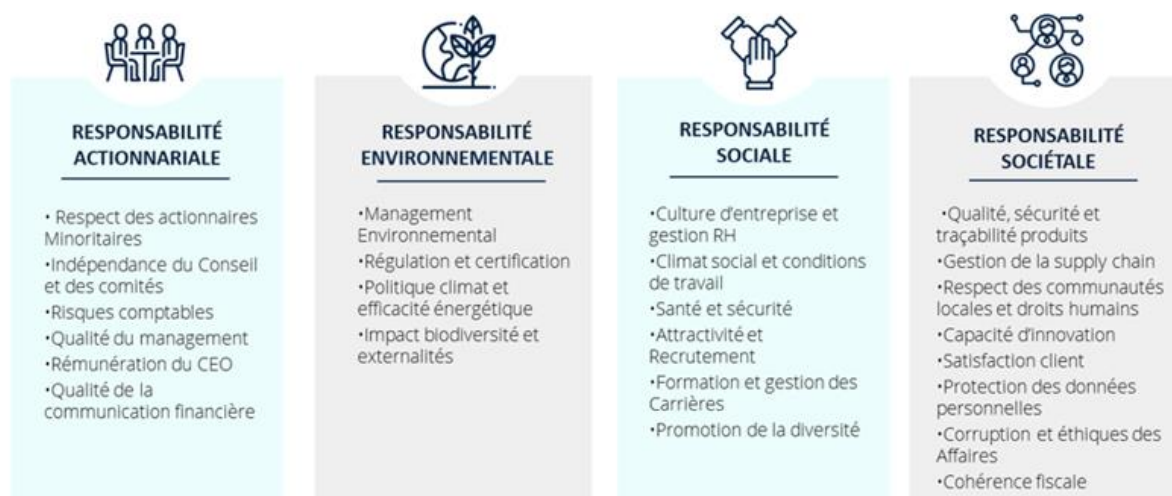 RESPONSABILITÉ
ACTIONNARIALE
• Respect des actionnaires
Minoritaires
•Indépendance du Conseil
et des comités
•Risques comptables
•Qualité du management
•Rémunération du CEO
•Qualité de la
communication financière
RESPONSABILITÉ
ENVIRONNEMENTALE
•Management
Environnemental
•Régulation et certification
•Politique climat et
efficacité énergétique
•Impact biodiversité et
externalités
RESPONSABILITÉ
SOCIALE
•Culture d'entreprise et
gestion RH
•Climat social et conditions
de travail
•Santé et sécurité
•Attractivité et
Recrutement
•Formation et gestion des
Carrières
•Promotion de la diversité
RESPONSABILITÉ
SOCIÉTALE
•Qualité, sécurité et
traçabilité produits
•Gestion de la supply chain
•Respect des communautés
locales et droits humains
•Capacité d'innovation
•Satisfaction client
•Protection des données
personnelles
•Corruption et éthiques des
Affaires
•Cohérence fiscale